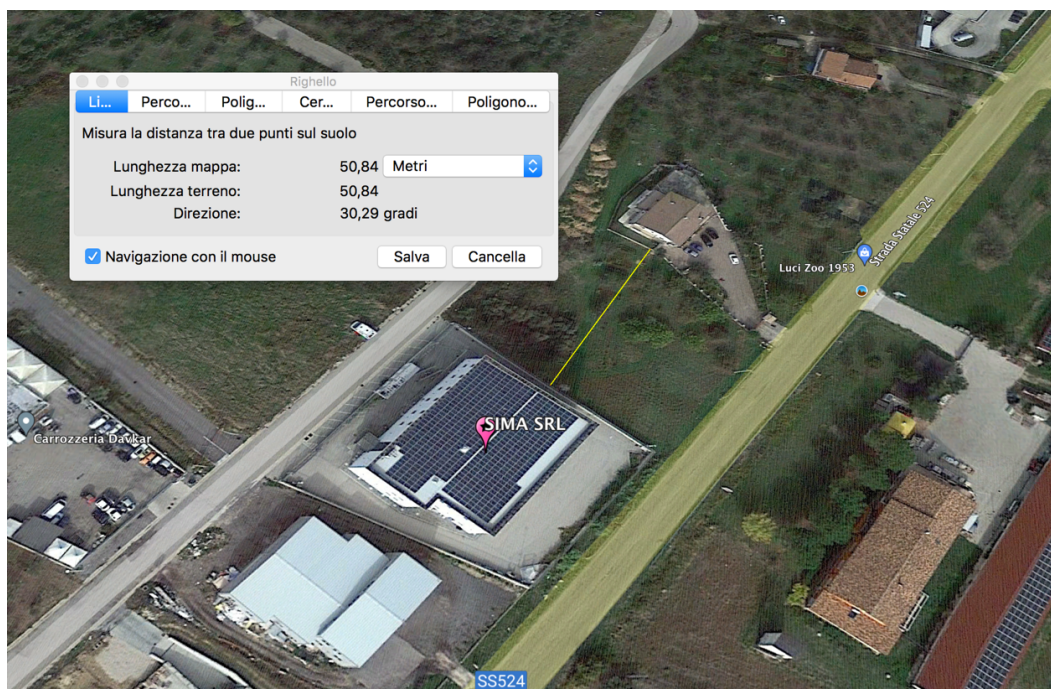 Righello
Li... Perco... Polig... Cer... Percorso... Poligono...
Misura la distanza tra due punti sul suolo
Lunghezza mappa: 50,84 Metri
Lunghezza terreno: 50,84
Direzione: 30,29 gradi
Navigazione con il mouse Salva Cancella
Strada Statale 524
Luci Zoo 1953
SIMA SRL
Carrozzeria Davkar
SS524